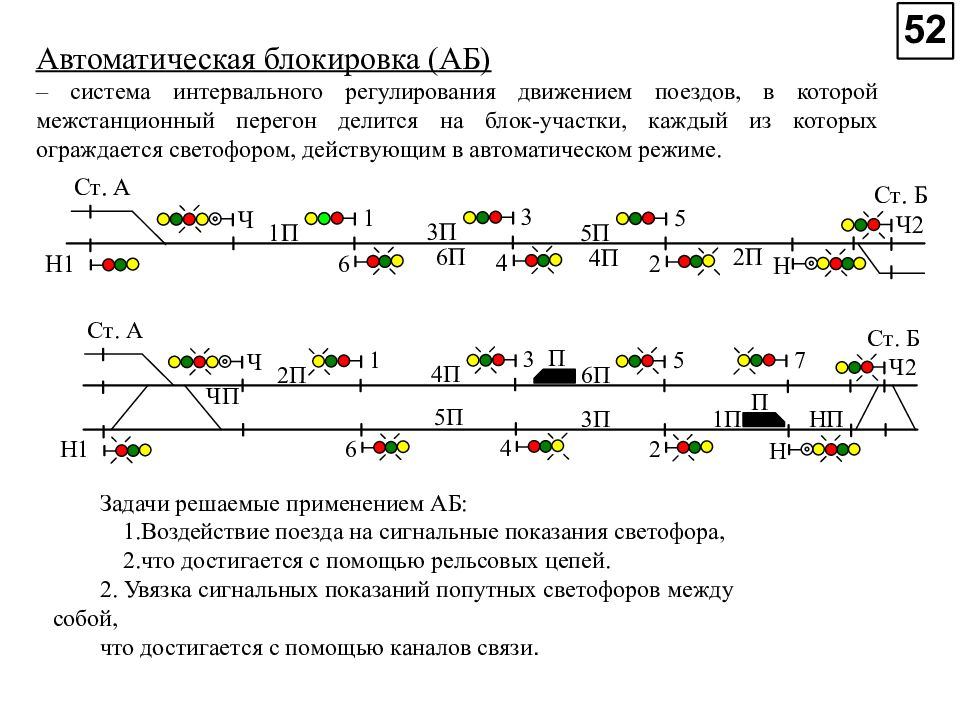 52
Автоматическая блокировка (АБ)
– система интервального регулирования движением поездов, в которой
межстанционный перегон делится на блок-участки, каждый из которых
ограждается светофором, действующим в автоматическом режиме.
Ст. А
Ст. Б
Ч 1 3 5 Ч2
1П 3П 5П
6П 4П 2П
Н1 6 4 2 Н
Ст. А
Ст. Б
Ч 1 3 П 5 7 Ч2
2П 4П 6П
ЧП П
5П 3П 1П НП
Н1 6 4 2 Н
Задачи решаемые применением АБ:
1.Воздействие поезда на сигнальные показания светофора,
2.что достигается с помощью рельсовых цепей.
2. Увязка сигнальных показаний попутных светофоров между
собой,
что достигается с помощью каналов связи.